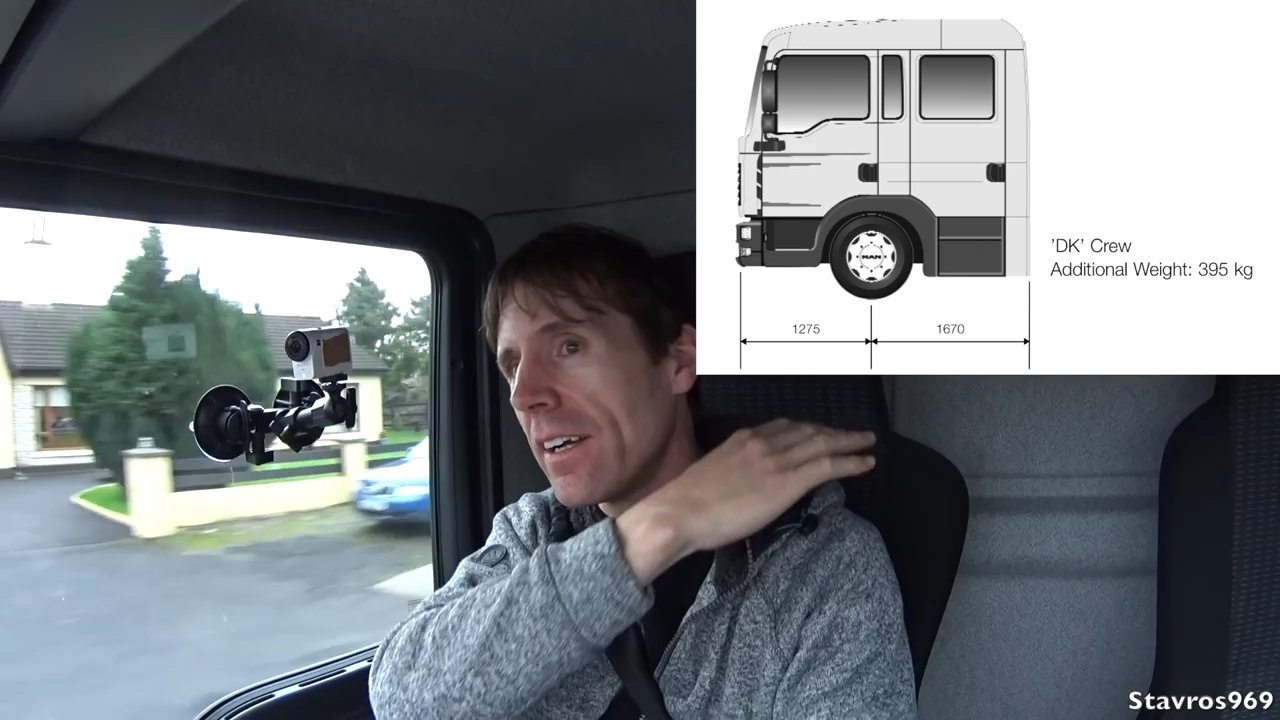 'DK' Crew
Additional Weight: 395 kg
1275
1670
MAN
Stavros969